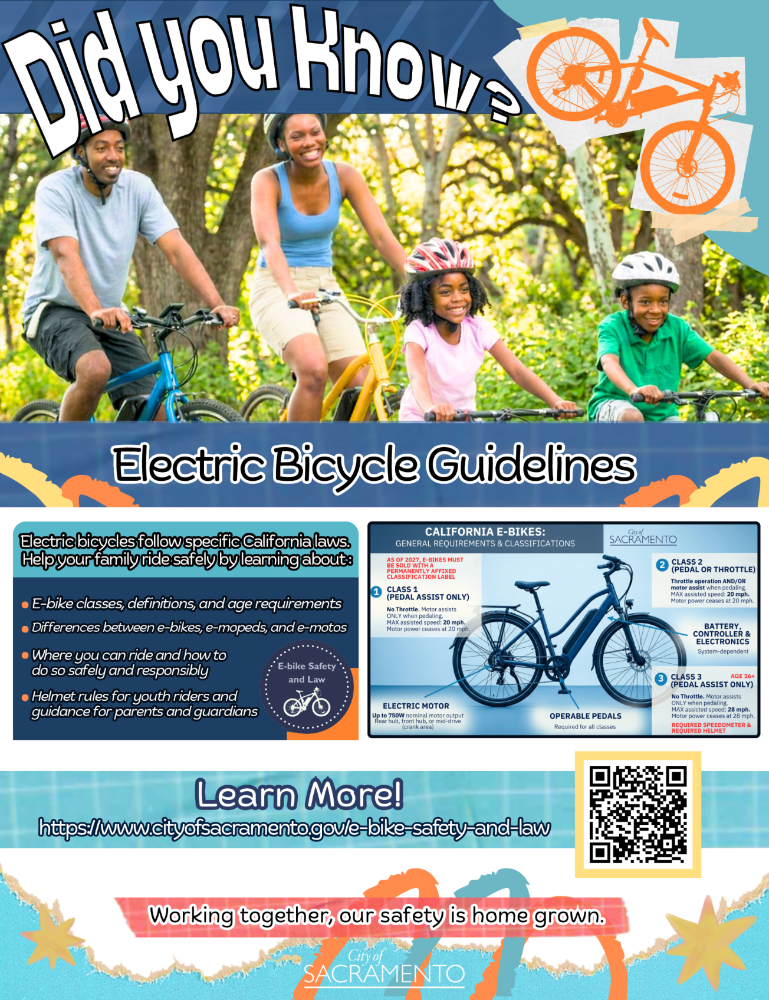 Did you Know?
Electric Bicycle Guidelines
Electric bicycles follow specific California laws.
Help your family ride safely by learning about:
E-bike classes, definitions, and age requirements
Differences between e-bikes, e-mopeds, and e-motos
Where you can ride and how to
do so safely and responsibly
Helmet rules for youth riders and
guidance for parents and guardians
E-bike Safety
and Law
CALIFORNIA E-BIKES:
GENERAL REQUIREMENTS & CLASSIFICATIONS
City of
SACRAMENTO
AS OF 2027, E-BIKES MUST
BE SOLD WITH A
PERMANENTLY AFFIXED
CLASSIFICATION LABEL
1 CLASS 1
(PEDAL ASSIST ONLY)
No Throttle. Motor assists
ONLY when pedaling.
MAX assisted speed: 20 mph.
Motor power ceases at 20 mph.
2 CLASS 2
(PEDAL OR THROTTLE)
Throttle operation AND/OR
motor assist when pedaling.
MAX assisted speed: 20 mph.
Motor power ceases at 20 mph.
BATTERY,
CONTROLLER &
ELECTRONICS
System-dependent
3 CLASS 3 AGE 16+
(PEDAL ASSIST ONLY)
No Throttle. Motor assists
ONLY when pedaling.
MAX assisted speed: 28 mph.
Motor power ceases at 28 mph.
REQUIRED SPEEDOMETER &
REQUIRED HELMET
ELECTRIC MOTOR
Up to 750W nominal motor output
Rear hub, front hub, or mid-drive
(crank area)
OPERABLE PEDALS
Required for all classes
Learn More!
https://www.cityofsacramento.gov/e-bike-safety-and-law
Working together, our safety is home grown.
City of
SACRAMENTO